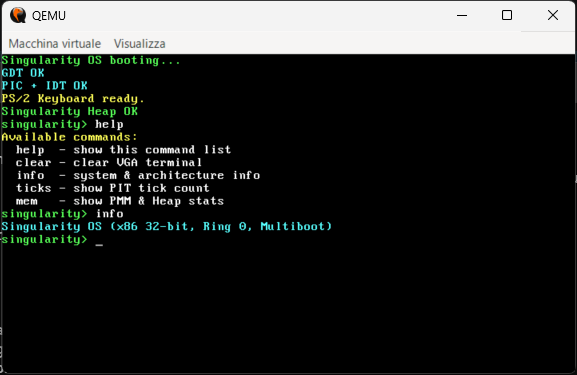 QEMU
Macchina virtuale Visualizza
Singularity OS booting...
GDT OK
PIC + IDT OK
PS/2 Keyboard ready.
Singularity Heap OK
singularity> help
Available commands:
  help  - show this command list
  clear - clear VGA terminal
  info  - system & architecture info
  ticks - show PIT tick count
  mem   - show PMM & Heap stats
singularity> info
Singularity OS (x86 32-bit, Ring 0, Multiboot)
singularity> _